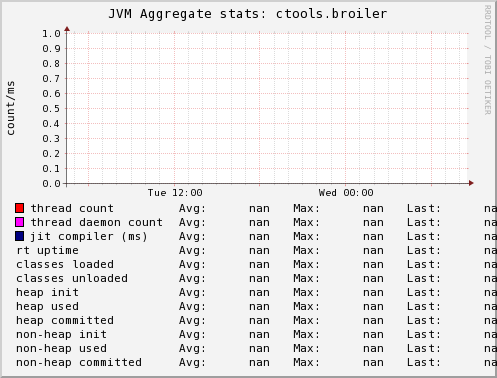 JVM Aggregate stats: ctools.broiler
RRDTOOL / TOBI OETIKER
count/ms
1.0
0.9
0.8
0.7
0.6
0.5
0.4
0.3
0.2
0.1
0.0
Tue 12:00 Wed 00:00
thread count Avg: nan Max: nan Last: na
thread daemon count Avg: nan Max: nan Last: na
jit compiler (ms) Avg: nan Max: nan Last: na
rt uptime Avg: nan Max: nan Last: na
classes loaded Avg: nan Max: nan Last: na
classes unloaded Avg: nan Max: nan Last: na
heap init Avg: nan Max: nan Last: na
heap used Avg: nan Max: nan Last: na
heap committed Avg: nan Max: nan Last: na
non-heap init Avg: nan Max: nan Last: na
non-heap used Avg: nan Max: nan Last: na
non-heap committed Avg: nan Max: nan Last: na